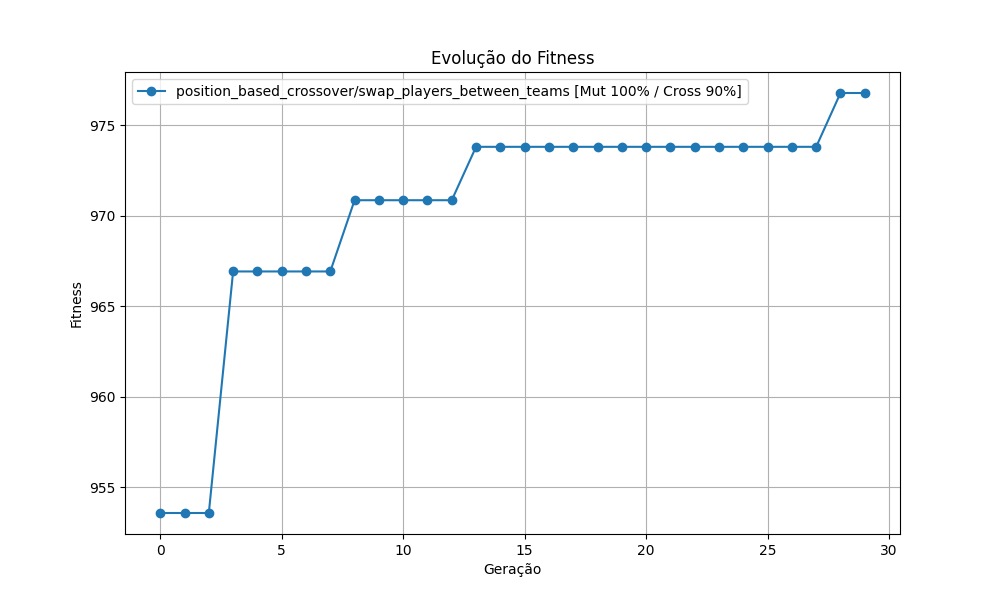 Evolução do Fitness
position_based_crossover/swap_players_between_teams [Mut 100% / Cross 90%]
975
970
965
960
955
Fitness
0 5 10 15 20 25 30
Geração